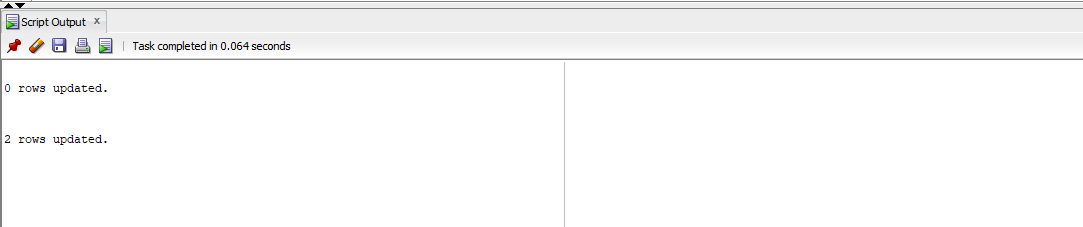 Script Output x
Task completed in 0.064 seconds
0 rows updated.
2 rows updated.